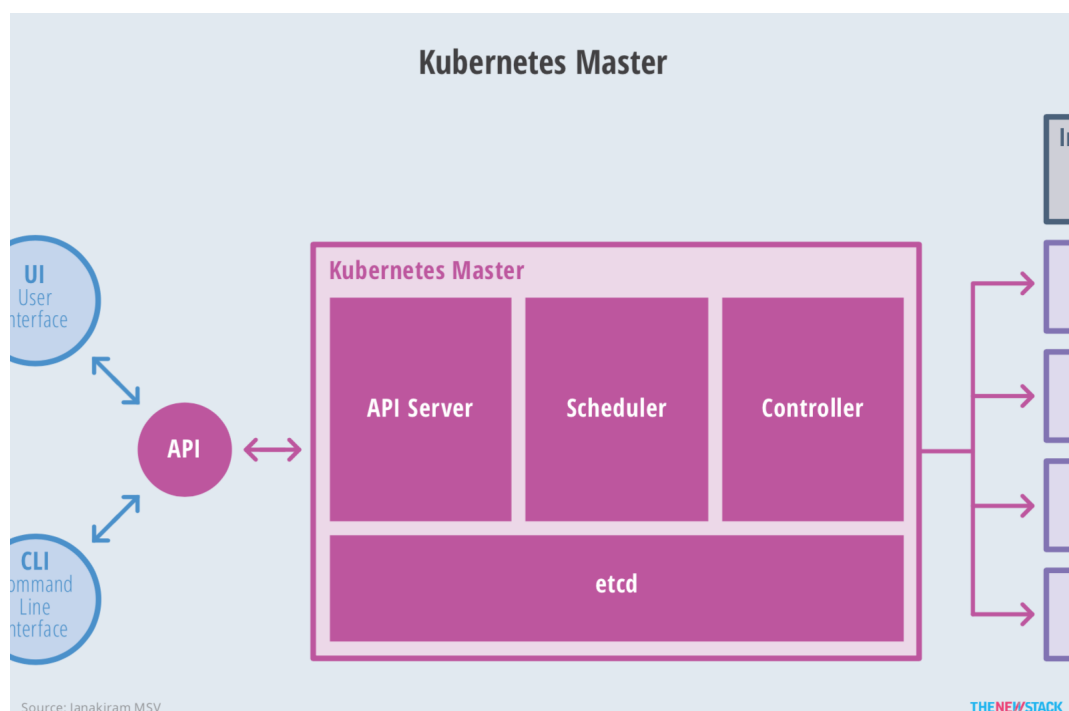 Kubernetes Master
UI
User
nterface
API
CLI
ommand
Line
nterface
Kubernetes Master
API Server
Scheduler
Controller
etcd
Source: Janakiram MSV
THENEWSTACK